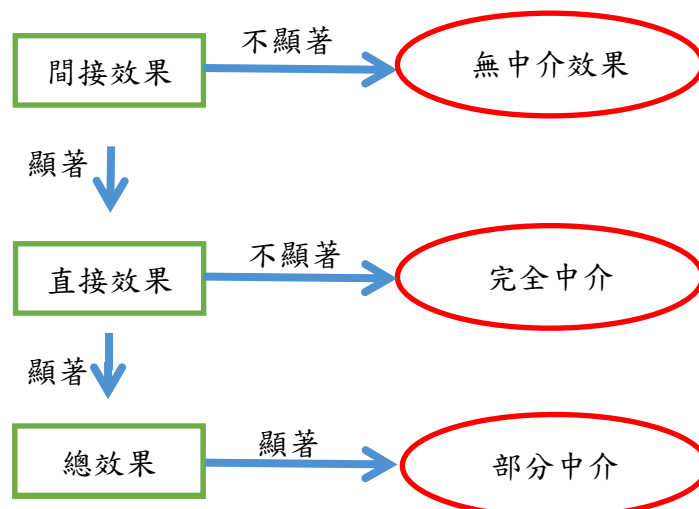 不顯著
間接效果
無中介效果
顯著
不顯著
直接效果
完全中介
顯著
顯著
總效果
部分中介